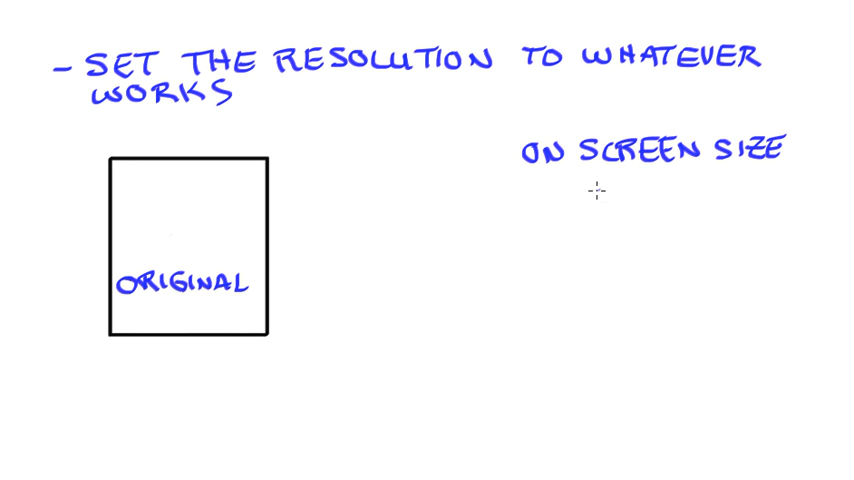 - SET THE RESOLUTION TO WHATEVER
WORKS
ON SCREEN SIZE
ORIGINAL